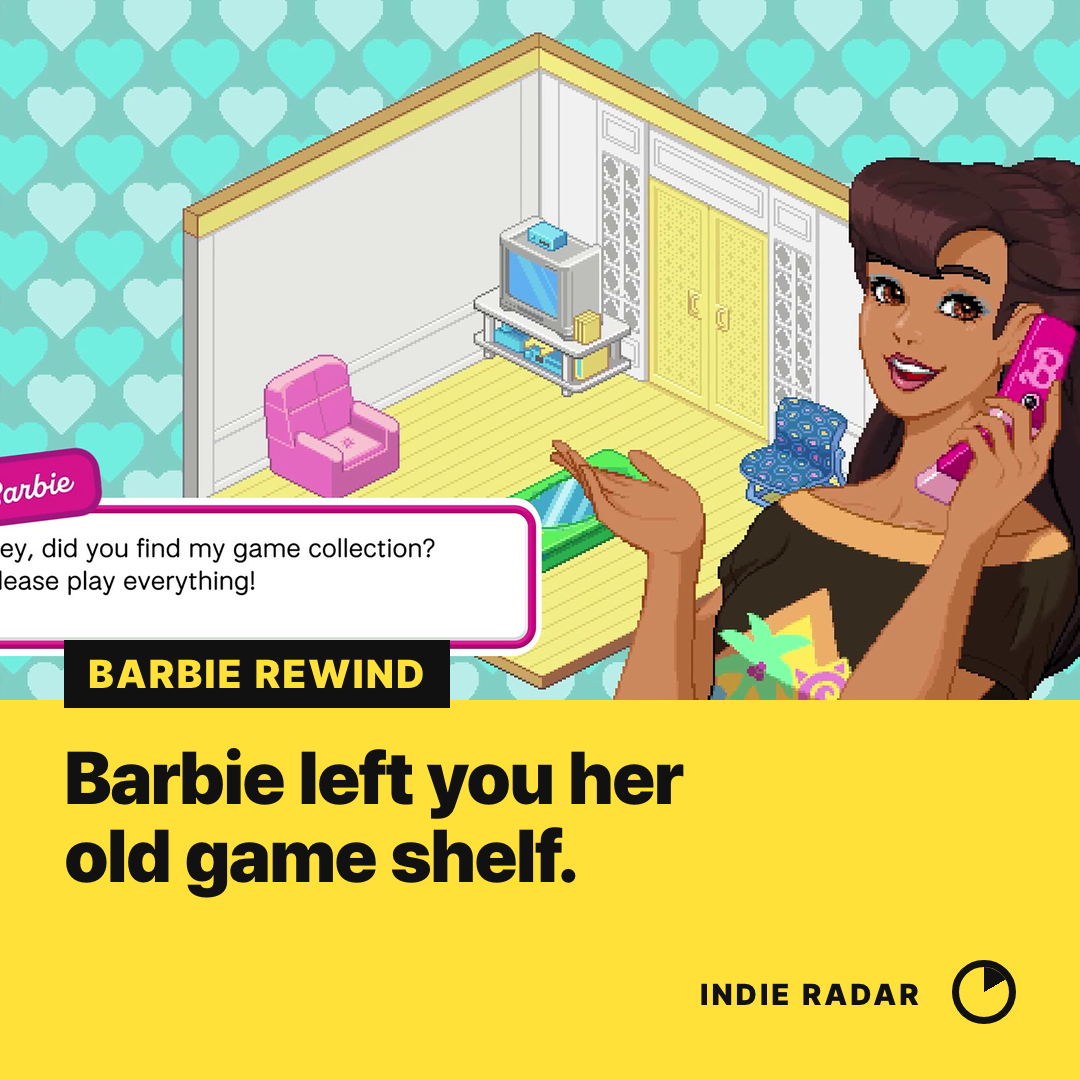 Barbie
ey, did you find my game collection?
lease play everything!
BARBIE REWIND
Barbie left you her
old game shelf.
INDIE RADAR
B